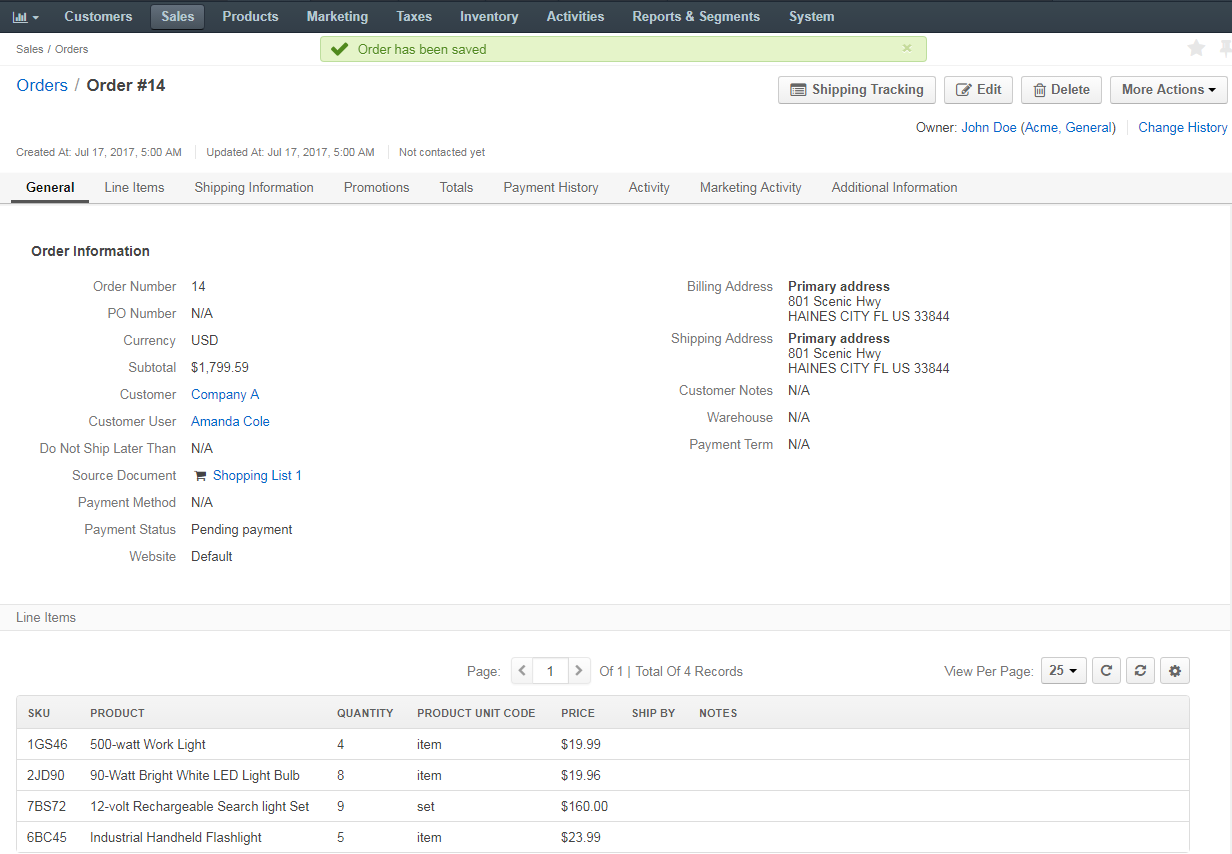 Customers Sales Products Marketing Taxes Inventory Activities Reports & Segments System
Sales / Orders
Order has been saved ×
Orders / Order #14
Shipping Tracking Edit Delete More Actions
Owner: John Doe (Acme, General) Change History
Created At: Jul 17, 2017, 5:00 AM Updated At: Jul 17, 2017, 5:00 AM Not contacted yet
General Line Items Shipping Information Promotions Totals Payment History Activity Marketing Activity Additional Information
Order Information
Order Number 14
PO Number N/A
Currency USD
Subtotal $1,799.59
Customer Company A
Customer User Amanda Cole
Do Not Ship Later Than N/A
Source Document Shopping List 1
Payment Method N/A
Payment Status Pending payment
Website Default
Billing Address Primary address
801 Scenic Hwy
HAINES CITY FL US 33844
Shipping Address Primary address
801 Scenic Hwy
HAINES CITY FL US 33844
Customer Notes N/A
Warehouse N/A
Payment Term N/A
Line Items
Page: 1 Of 1 | Total Of 4 Records View Per Page: 25
SKU PRODUCT QUANTITY PRODUCT UNIT CODE PRICE SHIP BY NOTES
1GS46 500-watt Work Light 4 item $19.99
2JD90 90-Watt Bright White LED Light Bulb 8 item $19.96
7BS72 12-volt Rechargeable Search light Set 9 set $160.00
6BC45 Industrial Handheld Flashlight 5 item $23.99